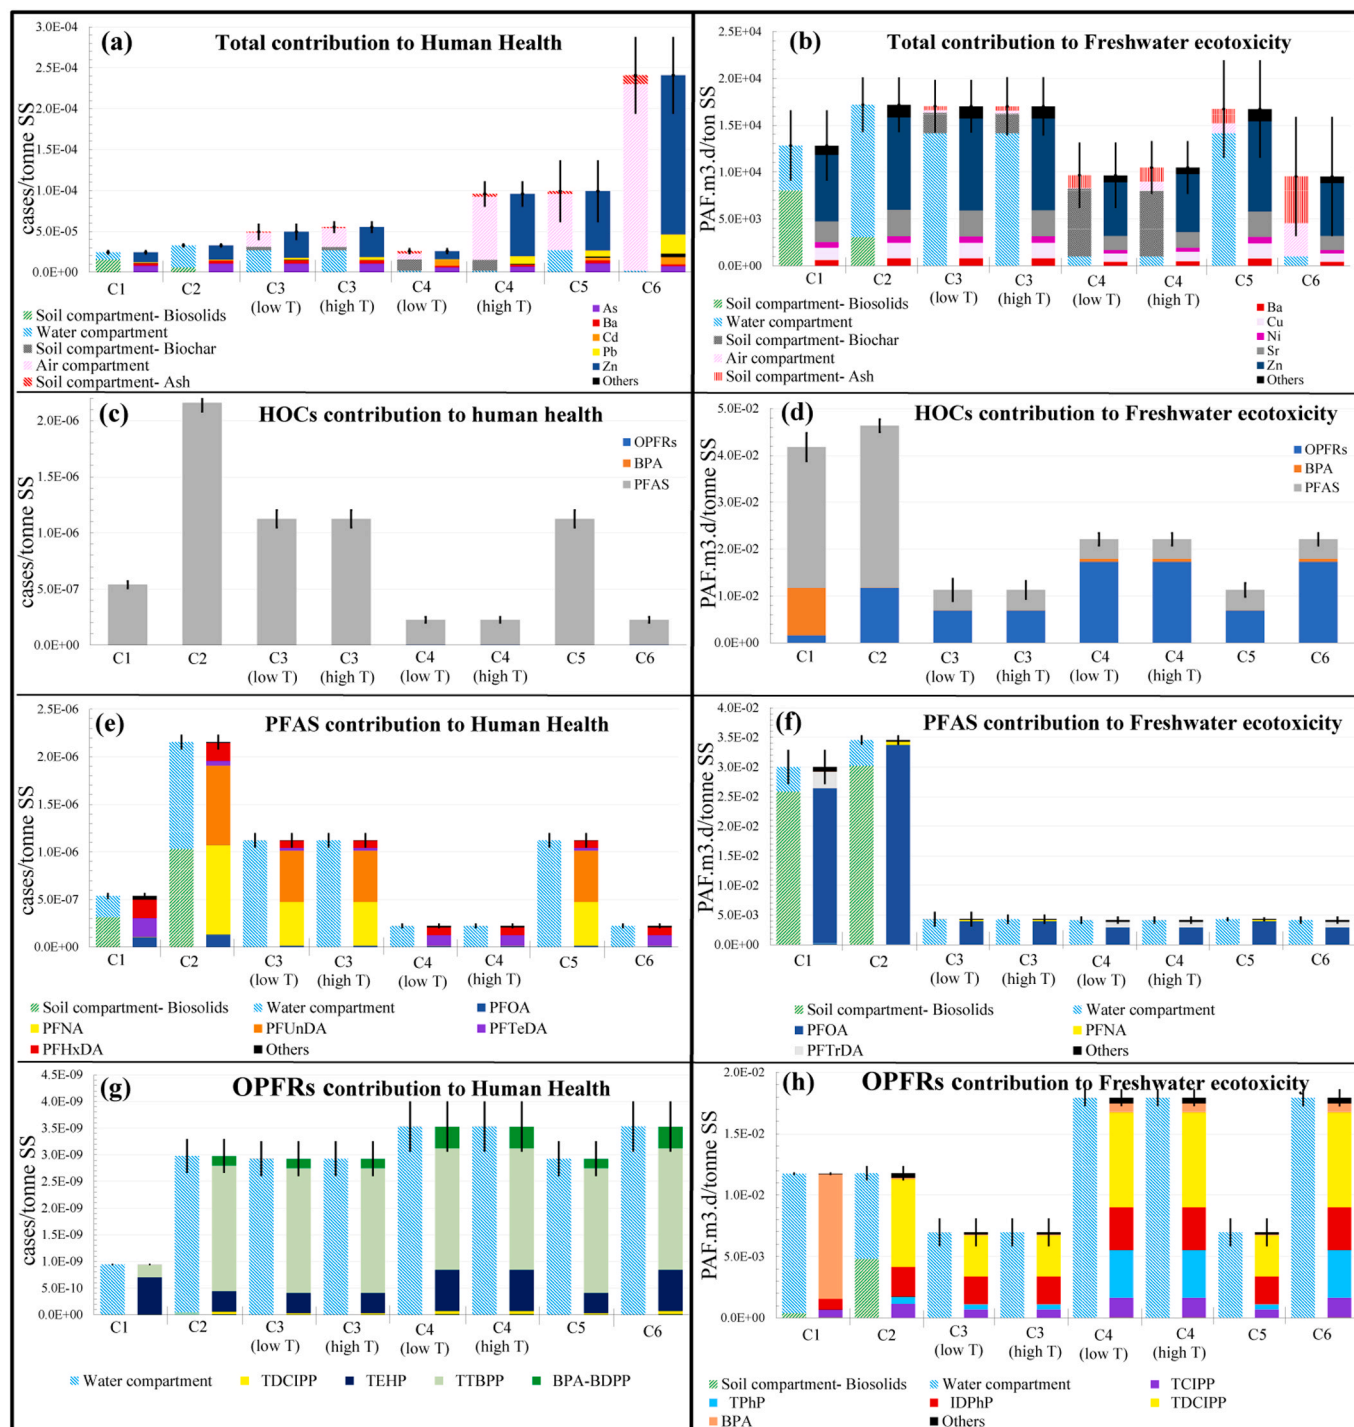 (a) Total contribution to Human Health
cases/tonne SS
3.0E-04
2.5E-04
2.0E-04
1.5E-04
1.0E-04
5.0E-05
0.0E+00
C1 C2 C3 C3 C4 C4 C5 C6
(low T) (high T) (low T) (high T)
Soil compartment- Biosolids
Water compartment
Soil compartment- Biochar
Air compartment
Soil compartment- Ash
As
Ba
Cd
Pb
Zn
Others
(b) Total contribution to Freshwater ecotoxicity
PAF.m3.d/ton SS
2.5E+04
2.0E+04
1.5E+04
1.0E+04
5.0E+03
0.0E+00
C1 C2 C3 C3 C4 C4 C5 C6
(low T) (high T) (low T) (high T)
Soil compartment- Biosolids
Water compartment
Soil compartment- Biochar
Air compartment
Soil compartment- Ash
Ba
Cu
Ni
Sr
Zn
Others
(c) HOCs contribution to human health
cases/tonne SS
2.0E-06
1.5E-06
1.0E-06
5.0E-07
0.0E+00
OPFRs
BPA
PFAS
C1 C2 C3 C3 C4 C4 C5 C6
(low T) (high T) (low T) (high T)
(d) HOCs contribution to Freshwater ecotoxicity
PAF.m3.d/tonne SS
5.0E-02
4.0E-02
3.0E-02
2.0E-02
1.0E-02
0.0E+00
OPFRs
BPA
PFAS
C1 C2 C3 C3 C4 C4 C5 C6
(low T) (high T) (low T) (high T)
(e) PFAS contribution to Human Health
cases/tonne SS
2.5E-06
2.0E-06
1.5E-06
1.0E-06
5.0E-07
0.0E+00
C1 C2 C3 C3 C4 C4 C5 C6
(low T) (high T) (low T) (high T)
Soil compartment- Biosolids Water compartment PFOA
PFNA PFUnDA PFTeDA
PFHxDA Others
(f) PFAS contribution to Freshwater ecotoxicity
PAF.m3.d/tonne SS
4.0E-02
3.5E-02
3.0E-02
2.5E-02
2.0E-02
1.5E-02
1.0E-02
5.0E-03
0.0E+00
C1 C2 C3 C3 C4 C4 C5 C6
(low T) (high T) (low T) (high T)
Soil compartment- Biosolids Water compartment
PFOA PFNA
PFTrDA Others
(g) OPFRs contribution to Human Health
cases/tonne SS
4.5E-09
4.0E-09
3.5E-09
3.0E-09
2.5E-09
2.0E-09
1.5E-09
1.0E-09
5.0E-10
0.0E+00
C1 C2 C3 C3 C4 C4 C5 C6
(low T) (high T) (low T) (high T)
Water compartment TDCIPP TEHP TTBPP BPA-BDPP
(h) OPFRs contribution to Freshwater ecotoxicity
PAF.m3.d/tonne SS
2.0E-02
1.5E-02
1.0E-02
5.0E-03
0.0E+00
C1 C2 C3 C3 C4 C4 C5 C6
(low T) (high T) (low T) (high T)
Soil compartment- Biosolids Water compartment TCIPP
TPhP IDPhP TDCIPP
BPA Others